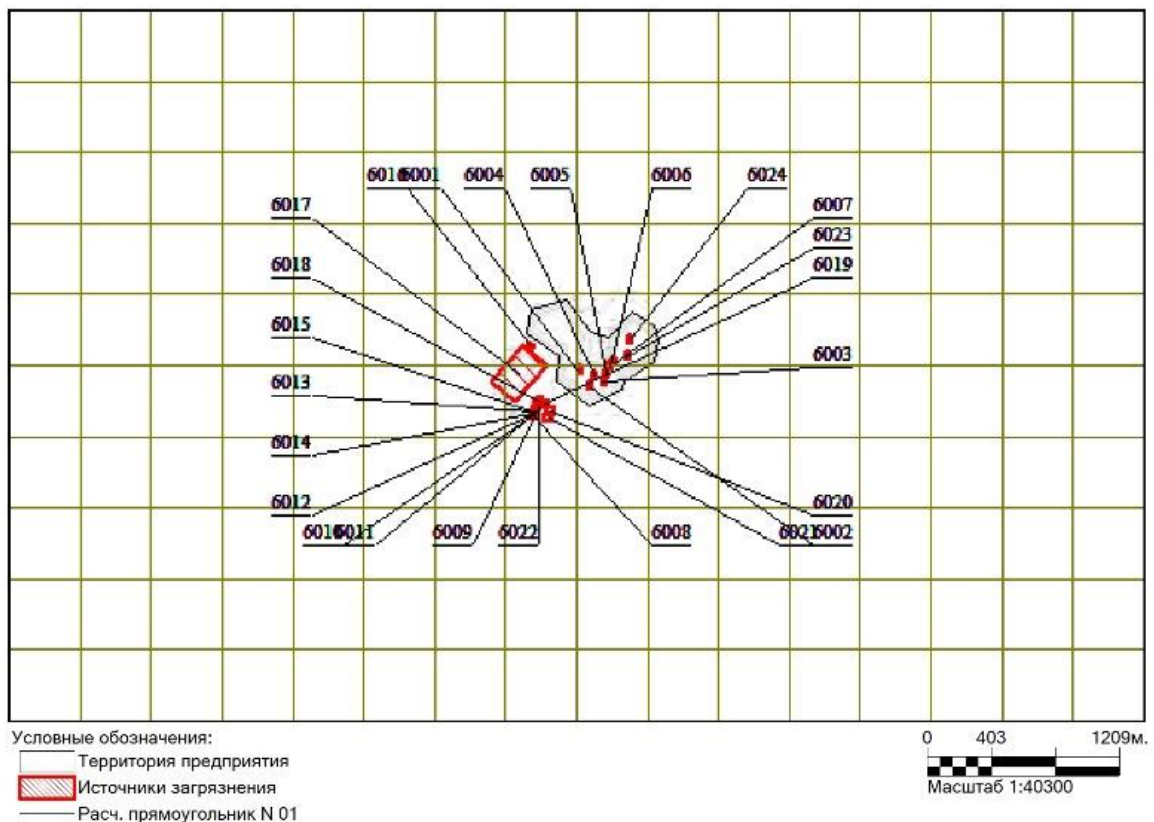 6016 6001 6004 6005 6006 6024
6017 6007
6023
6018 6019
6015
6003
6013
6014
6012 6020
6010 6011 6009 6022 6008 6021 6002
Условные обозначения:
Территория предприятия
Источники загрязнения
Расч. прямоугольник N 01
0 403 1209м.
Масштаб 1:40300